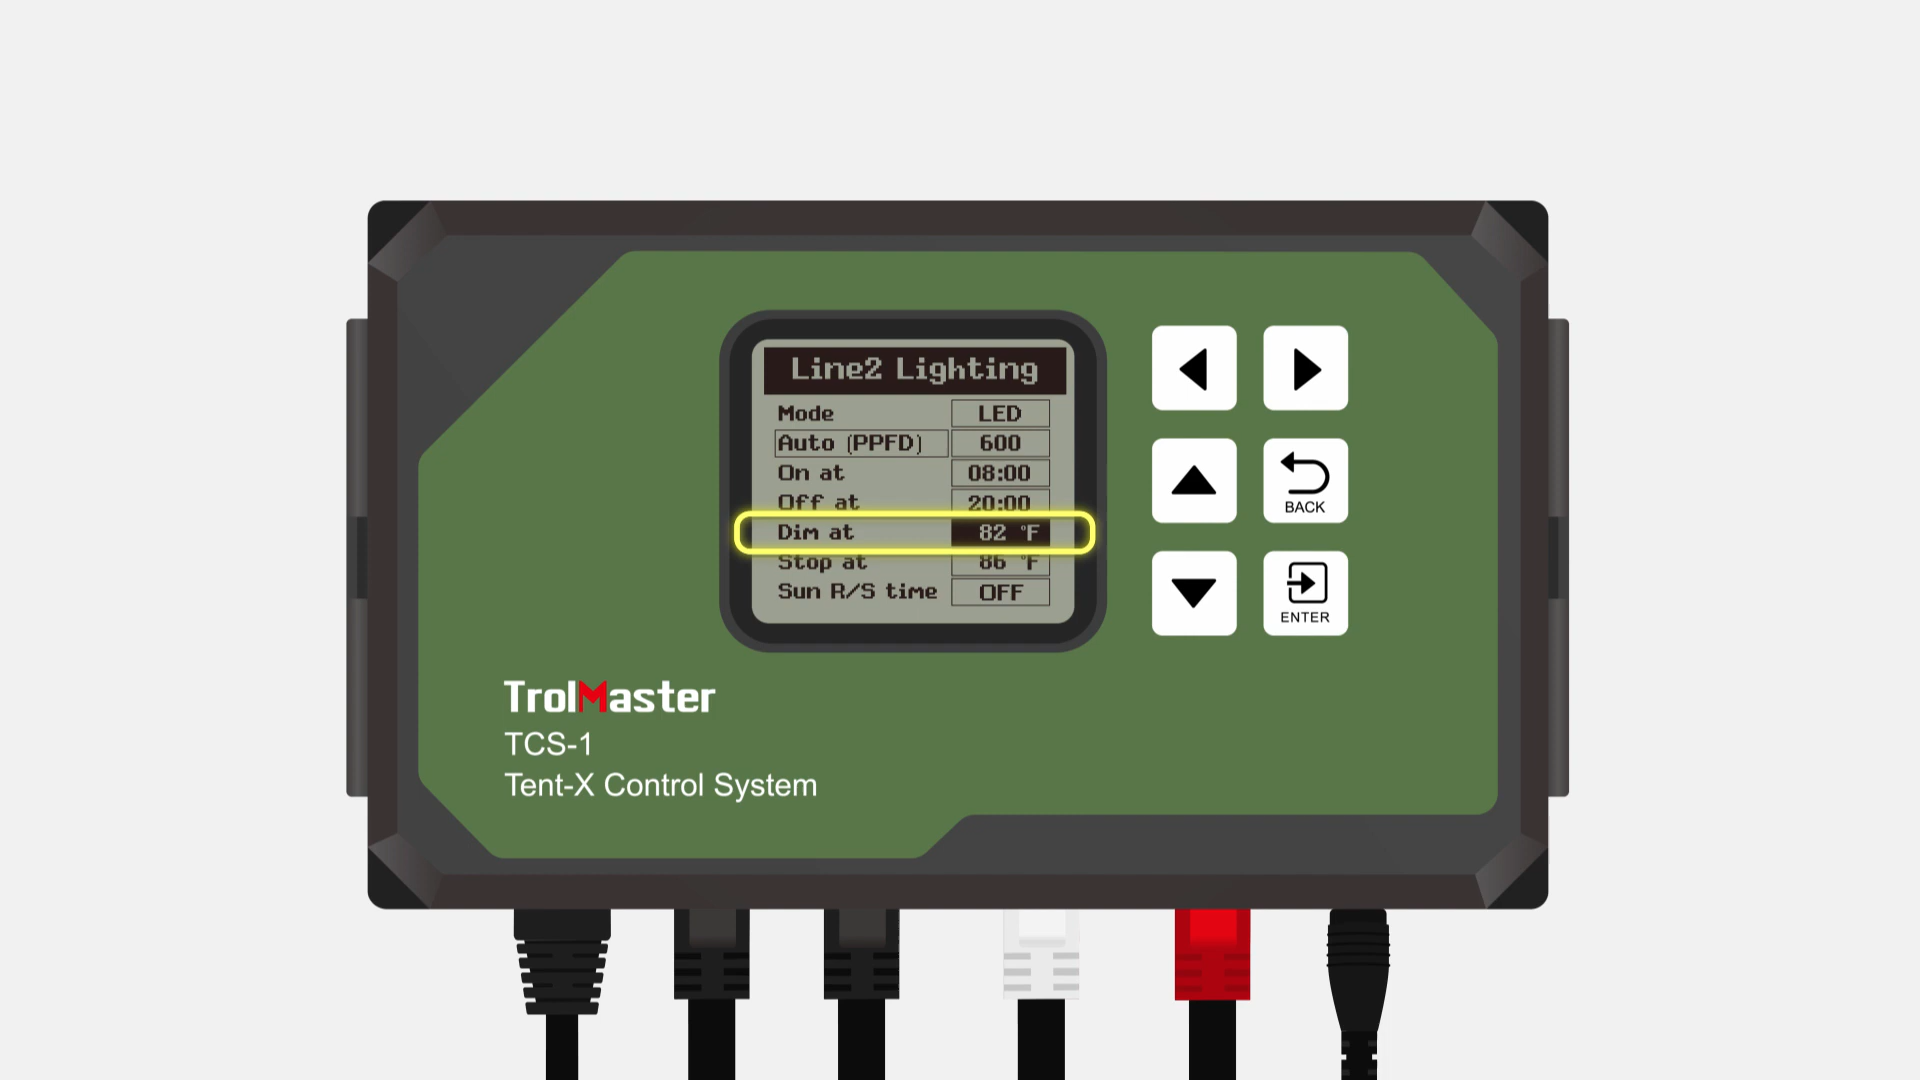 Line2 Lighting
Mode LED
Auto (PPFD) 600
On at 08:00
Off at 20:00
Dim at 82 °F
Stop at 86 °F
Sun R/S time OFF
BACK
ENTER
TrolMaster
TCS-1
Tent-X Control System